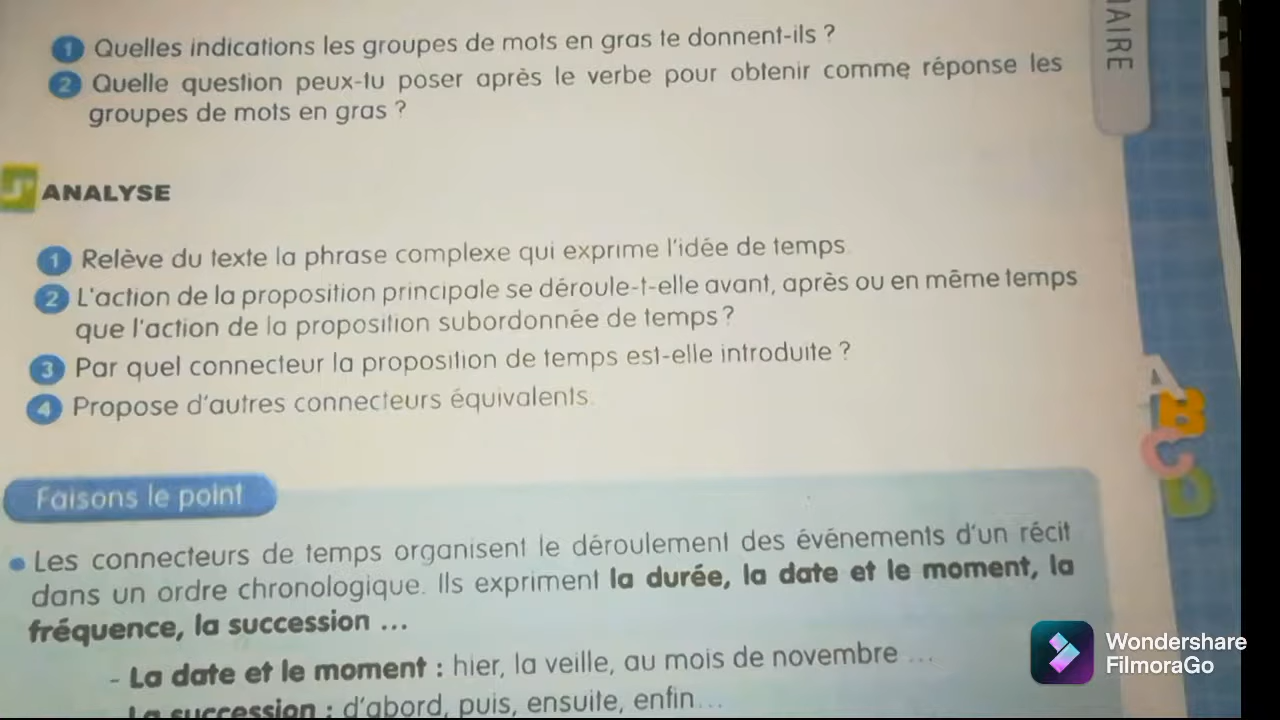 1 Quelles indications les groupes de mots en gras te donnent-ils ?
2 Quelle question peux-tu poser après le verbe pour obtenir comme réponse les
groupes de mots en gras ?
AIRE
ANALYSE
1 Relève du texte la phrase complexe qui exprime l'idée de temps.
2 L'action de la proposition principale se déroule-t-elle avant, après ou en même temps
que l'action de la proposition subordonnée de temps ?
3 Par quel connecteur la proposition de temps est-elle introduite ?
4 Propose d'autres connecteurs équivalents.
A
B
C
D
Faisons le point
• Les connecteurs de temps organisent le déroulement des événements d'un récit
dans un ordre chronologique. Ils expriment la durée, la date et le moment, la
fréquence, la succession ...
- La date et le moment : hier, la veille, au mois de novembre ...
La succession : d'abord, puis, ensuite, enfin...
Wondershare
FilmoraGo